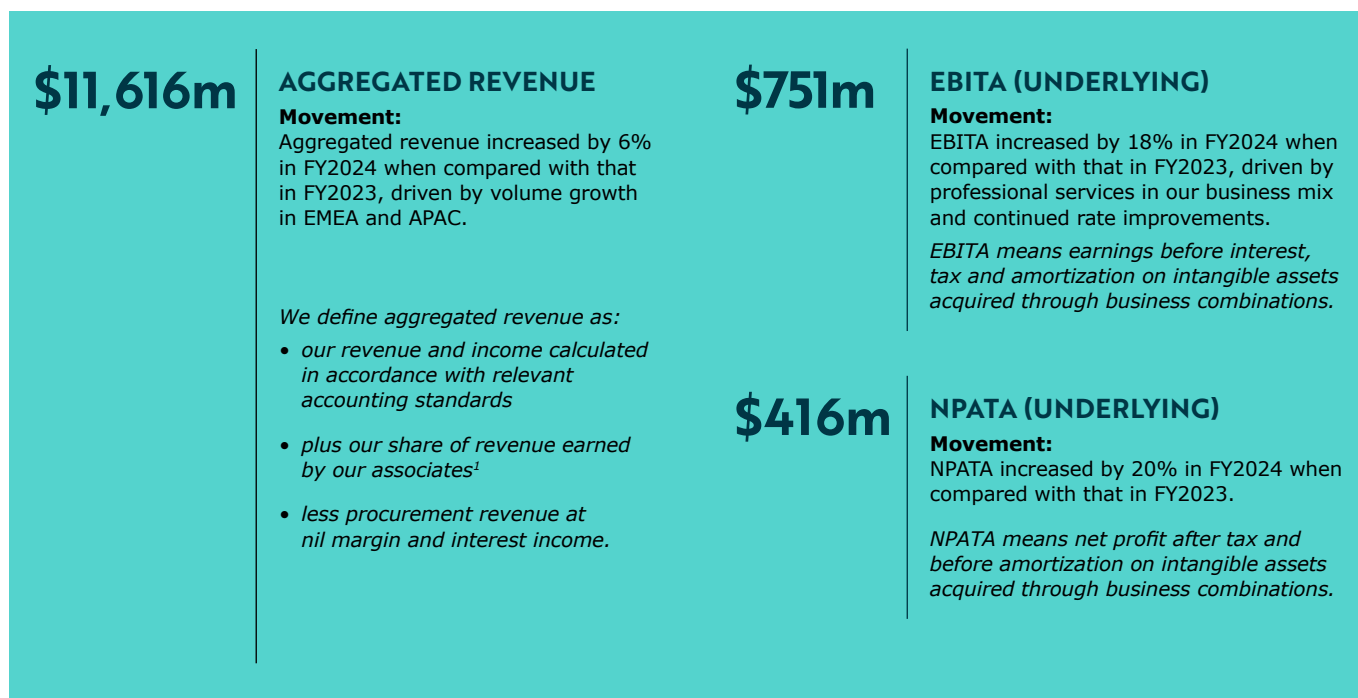 $11,616m
AGGREGATED REVENUE
Movement:
Aggregated revenue increased by 6%
in FY2024 when compared with that
in FY2023, driven by volume growth
in EMEA and APAC.
We define aggregated revenue as:
• our revenue and income calculated
in accordance with relevant
accounting standards
• plus our share of revenue earned
by our associates¹
• less procurement revenue at
nil margin and interest income.
$751m
EBITA (UNDERLYING)
Movement:
EBITA increased by 18% in FY2024 when
compared with that in FY2023, driven by
professional services in our business mix
and continued rate improvements.
EBITA means earnings before interest,
tax and amortization on intangible assets
acquired through business combinations.
$416m
NPATA (UNDERLYING)
Movement:
NPATA increased by 20% in FY2024 when
compared with that in FY2023.
NPATA means net profit after tax and
before amortization on intangible assets
acquired through business combinations.